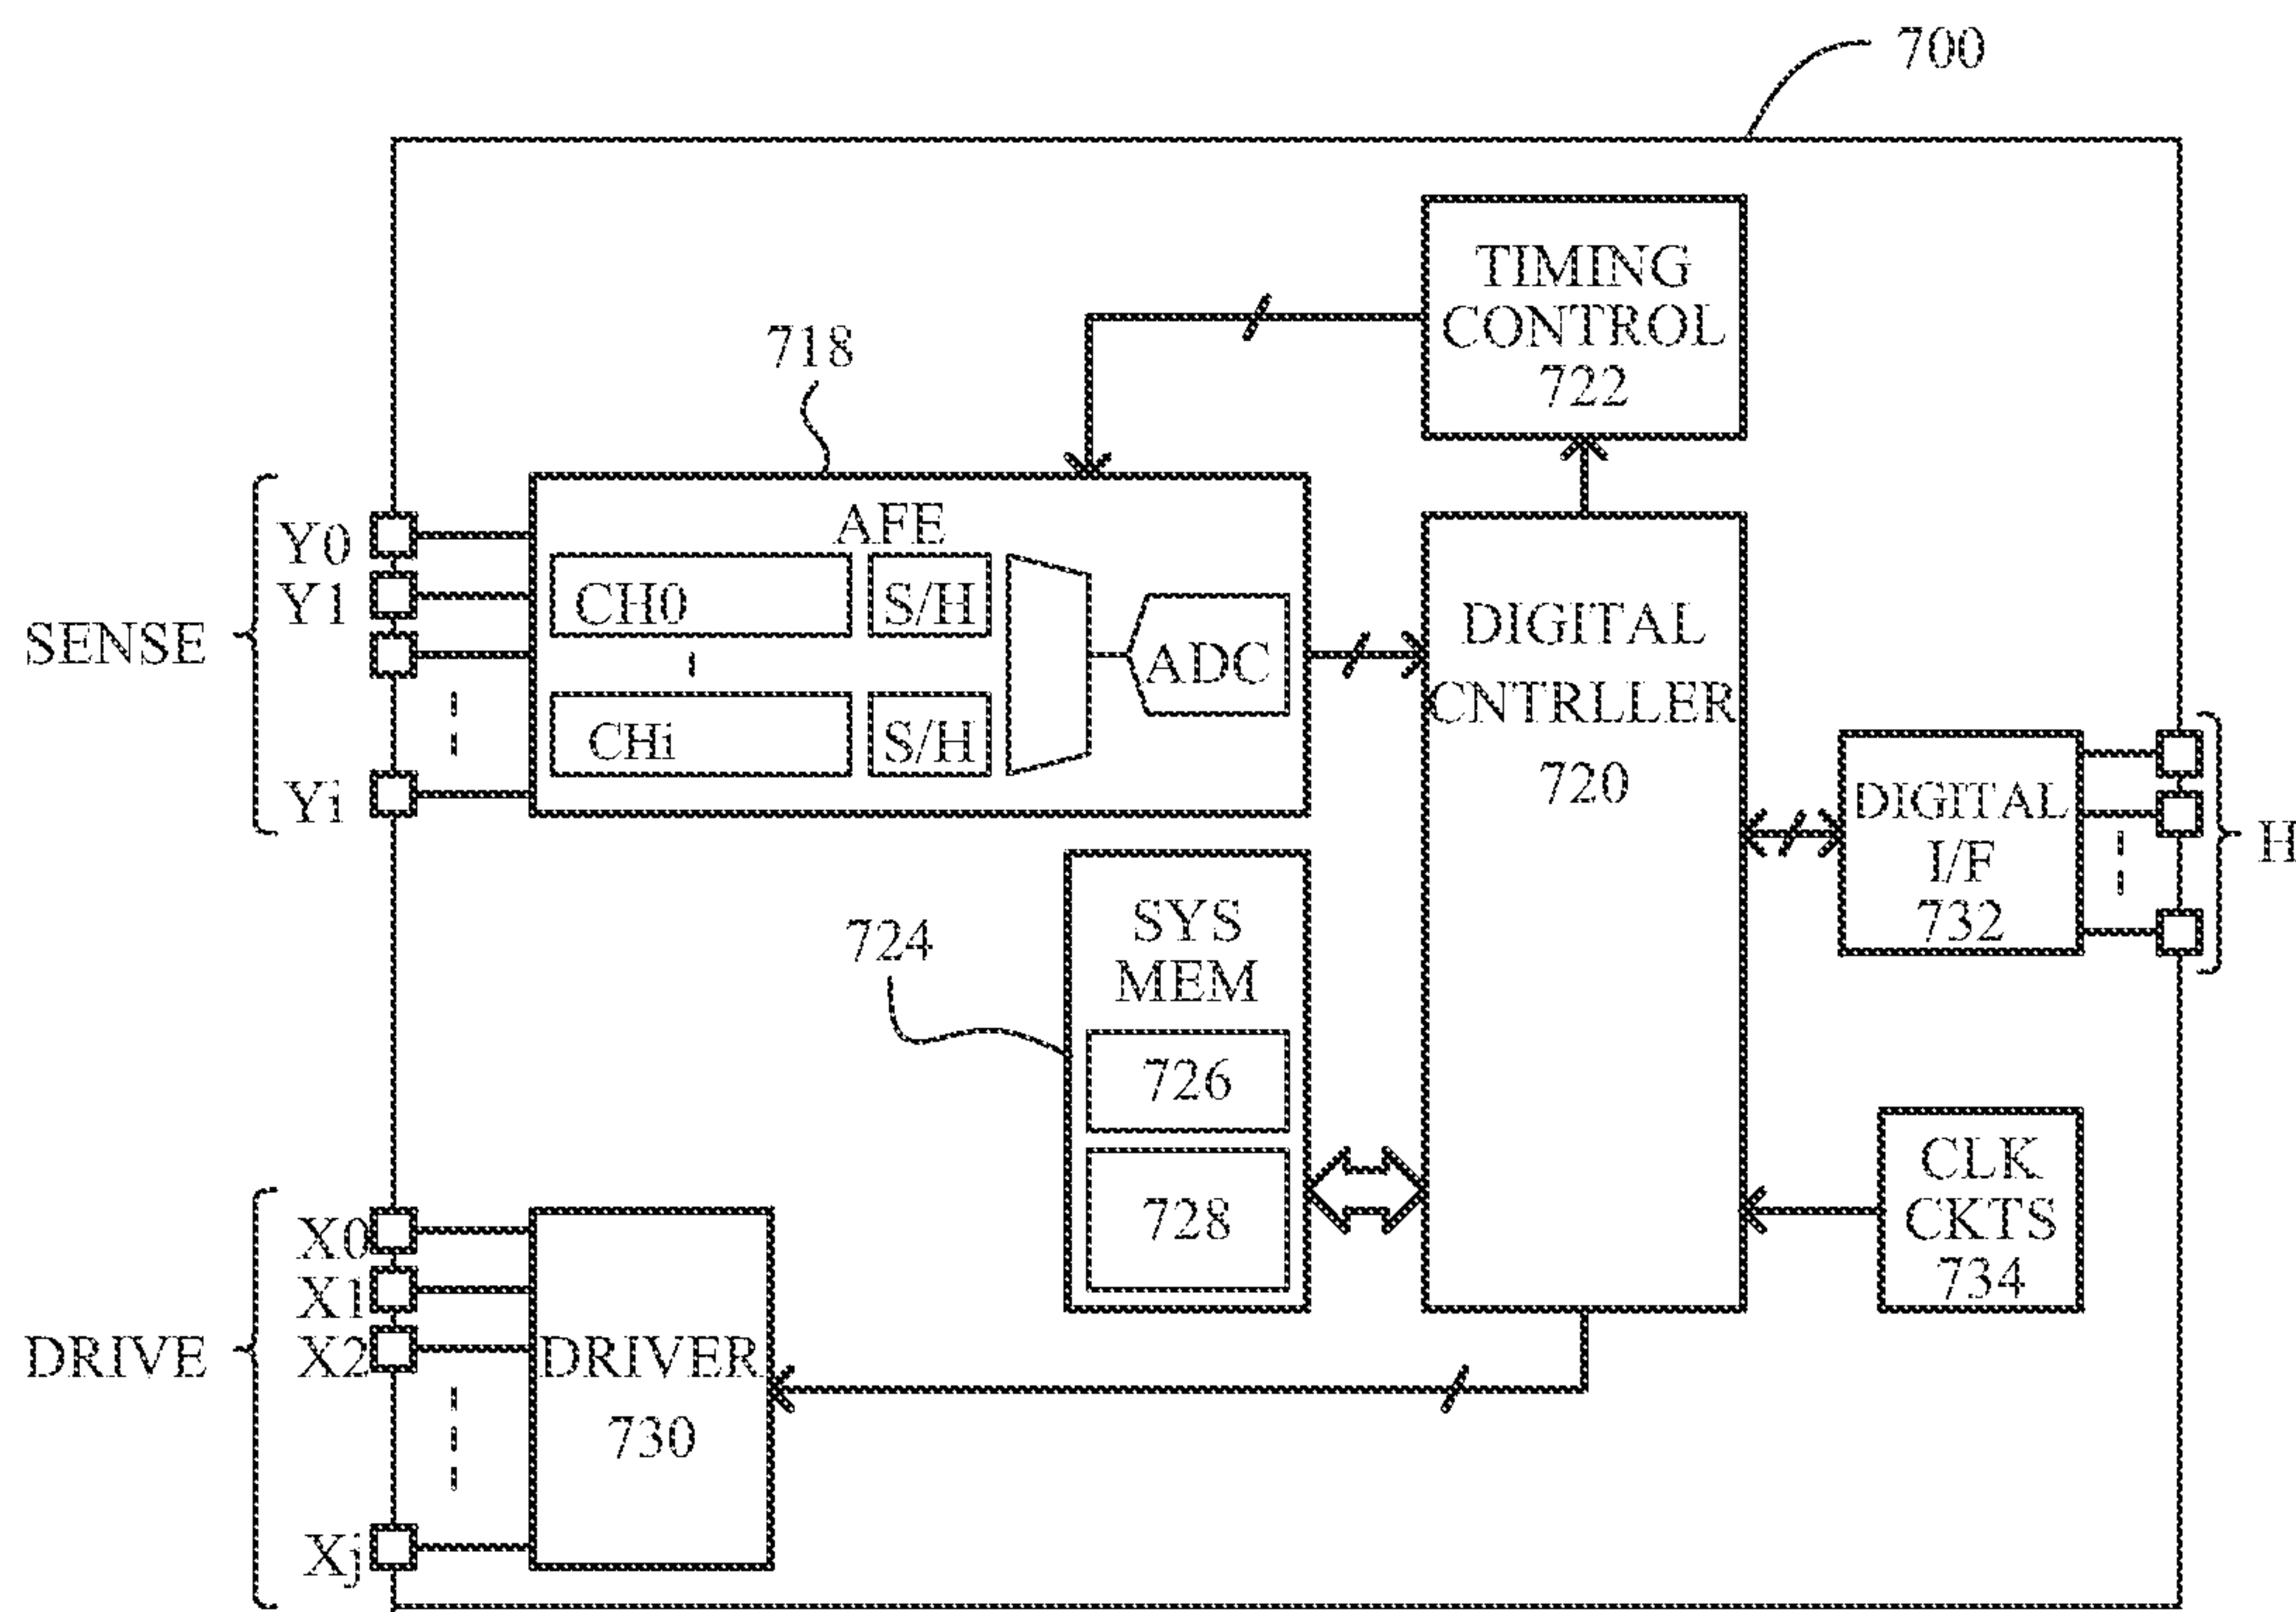 700
TIMING
CONTROL
722
718
AFE
SENSE
Y0
Y1
Yi
CH0
S/H
CHi
S/H
ADC
DIGITAL
CNTRLLER
720
DIGITAL
I/F
732
H
724
SYS
MEM
726
728
CLK
CKTS
734
DRIVE
X0
X1
X2
Xj
DRIVER
730